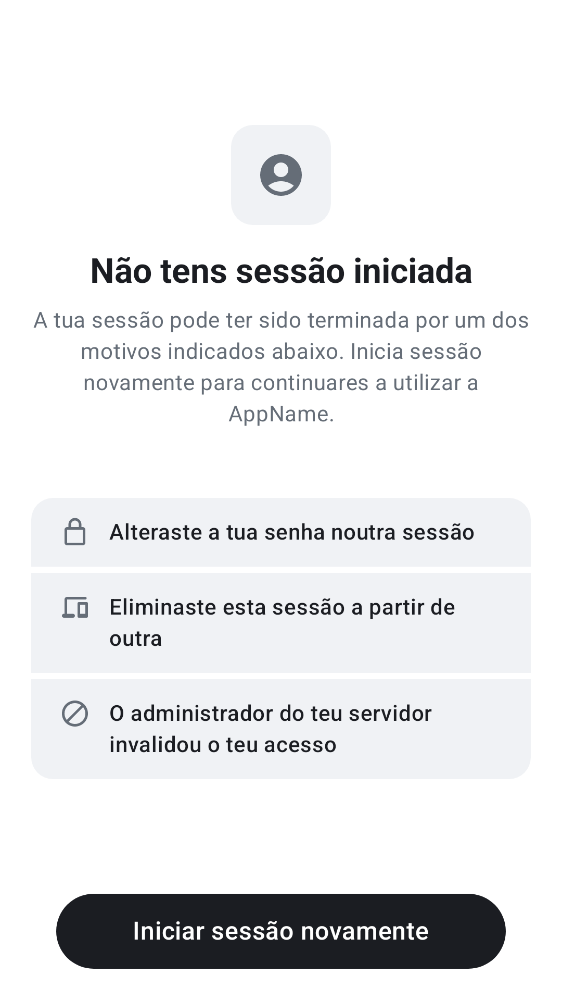 Não tens sessão iniciada
A tua sessão pode ter sido terminada por um dos
motivos indicados abaixo. Inicia sessão
novamente para continuares a utilizar a
AppName.
Alteraste a tua senha noutra sessão
Eliminaste esta sessão a partir de
outra
O administrador do teu servidor
invalidou o teu acesso
Iniciar sessão novamente